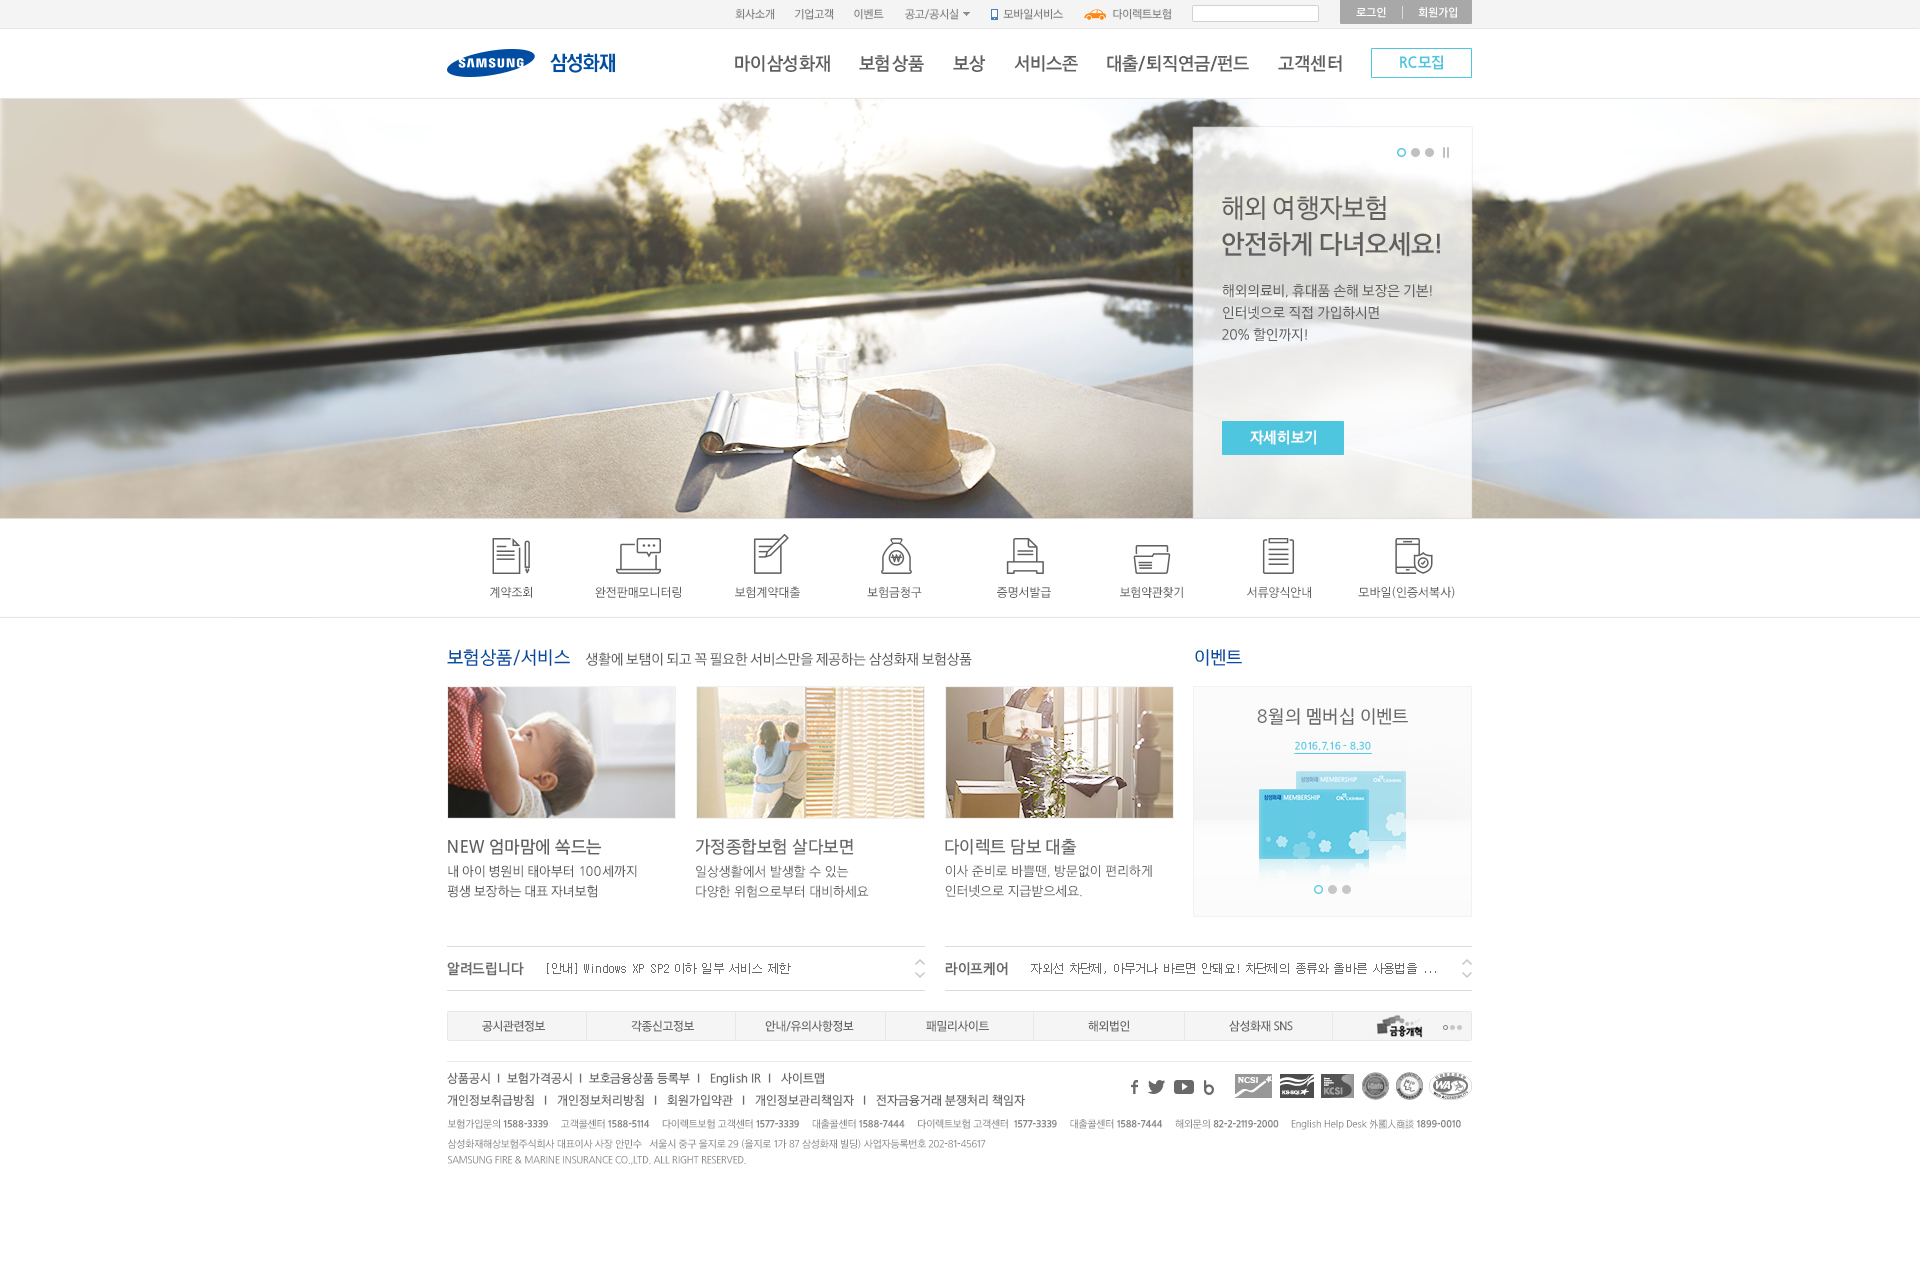 회사소개 기업고객 이벤트 공고/공시실 모바일서비스 다이렉트보험 로그인 회원가입
SAMSUNG 삼성화재 마이삼성화재 보험상품 보상 서비스존 대출/퇴직연금/펀드 고객센터 RC모집
해외 여행자보험
안전하게 다녀오세요!
해외의료비, 휴대품 손해 보장은 기본!
인터넷으로 직접 가입하시면
20% 할인까지!
자세히보기
계약조회 완전판매모니터링 보험계약대출 보험금청구 증명서발급 보험약관찾기 서류양식안내 모바일(인증서복사)
보험상품/서비스 생활에 보탬이 되고 꼭 필요한 서비스만을 제공하는 삼성화재 보험상품
NEW 엄마맘에 쏙드는
내 아이 병원비 태아부터 100세까지
평생 보장하는 대표 자녀보험
가정종합보험 살다보면
일상생활에서 발생할 수 있는
다양한 위험으로부터 대비하세요
다이렉트 담보 대출
이사 준비로 바쁠땐, 방문없이 편리하게
인터넷으로 지급받으세요.
이벤트
8월의 멤버십 이벤트
2016.7.16 - 8.30
삼성화재 MEMBERSHIP
삼성화재 MEMBERSHIP
알려드립니다 [안내] Windows XP SP2 이하 일부 서비스 제한
라이프케어 자외선 차단제, 아무거나 바르면 안돼요! 차단제의 종류와 올바른 사용법을 ...
공시관련정보 각종신고정보 안내/유의사항정보 패밀리사이트 해외법인 삼성화재 SNS 금융개혁
상품공시 | 보험가격공시 | 보호금융상품 등록부 | English IR | 사이트맵
개인정보취급방침 | 개인정보처리방침 | 회원가입약관 | 개인정보관리책임자 | 전자금융거래 분쟁처리 책임자
NCSI KS-SQI KCSI WA
보험가입문의 1588-3339 고객콜센터 1588-5114 다이렉트보험 고객센터 1577-3339 대출콜센터 1588-7444 다이렉트보험 고객센터 1577-3339 대출콜센터 1588-7444 해외문의 82-2-2119-2000 English Help Desk 外國人商談 1899-0010
삼성화재해상보험주식회사 대표이사 사장 안민수 서울시 중구 을지로 29 (을지로 1가 87 삼성화재 빌딩) 사업자등록번호 202-81-45617
SAMSUNG FIRE & MARINE INSURANCE CO.,LTD. ALL RIGHT RESERVED.